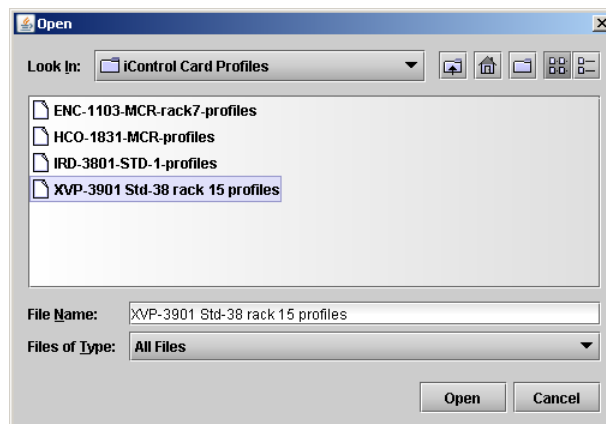 Open
Look In: iControl Card Profiles
ENC-1103-MCR-rack7-profiles
HCO-1831-MCR-profiles
IRD-3801-STD-1-profiles
XVP-3901 Std-38 rack 15 profiles
File Name: XVP-3901 Std-38 rack 15 profiles
Files of Type: All Files
Open Cancel